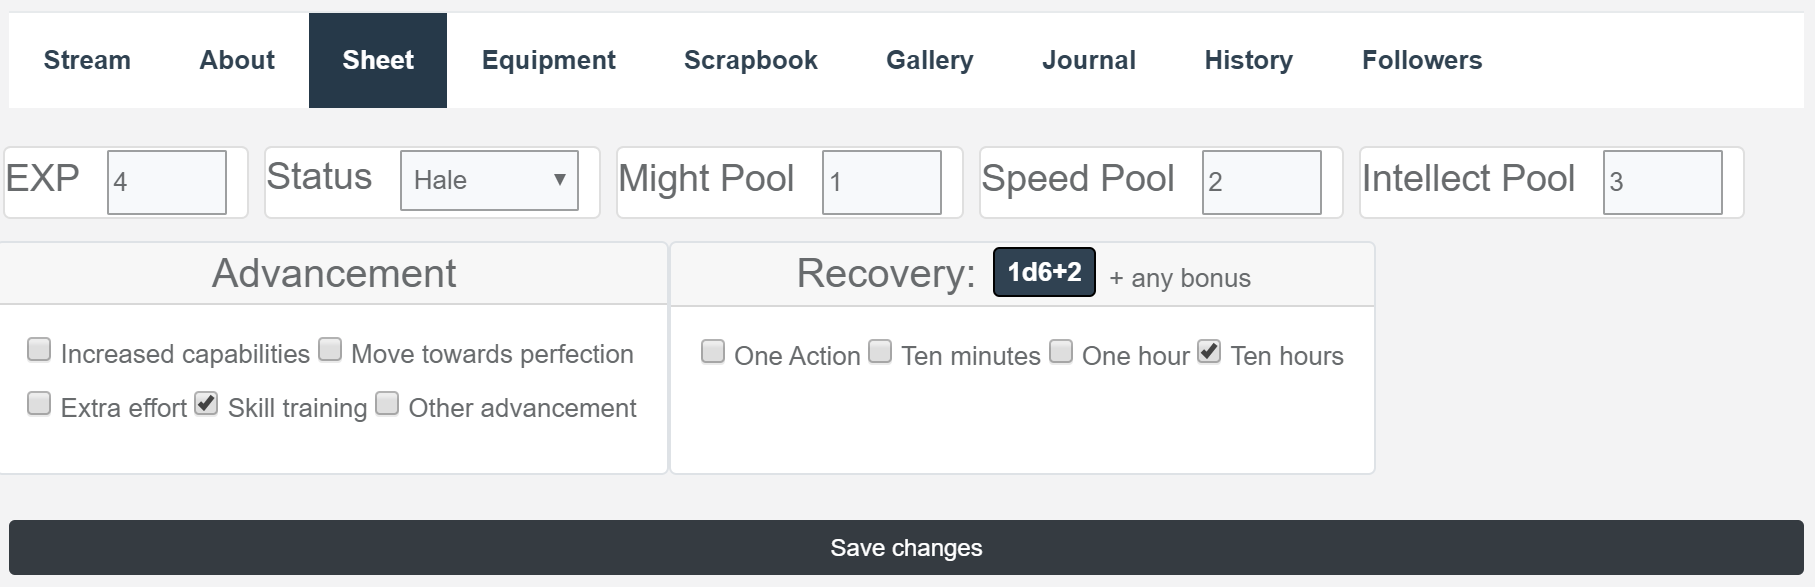 Stream About Sheet Equipment Scrapbook Gallery Journal History Followers
EXP 4 Status Hale Might Pool 1 Speed Pool 2 Intellect Pool 3
Advancement
Increased capabilities Move towards perfection
Extra effort Skill training Other advancement
Recovery: 1d6+2 + any bonus
One Action Ten minutes One hour Ten hours
Save changes